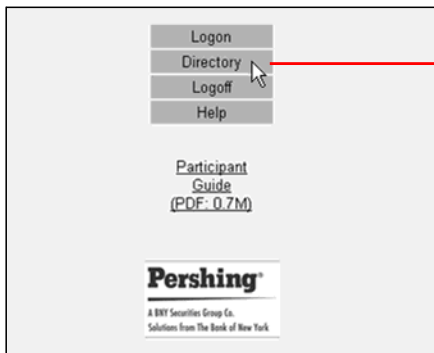 Logon
Directory
Logoff
Help
Participant
Guide
(PDF: 0.7M)
Pershing®
A BNY Securities Group Co.
Solutions from The Bank of New York